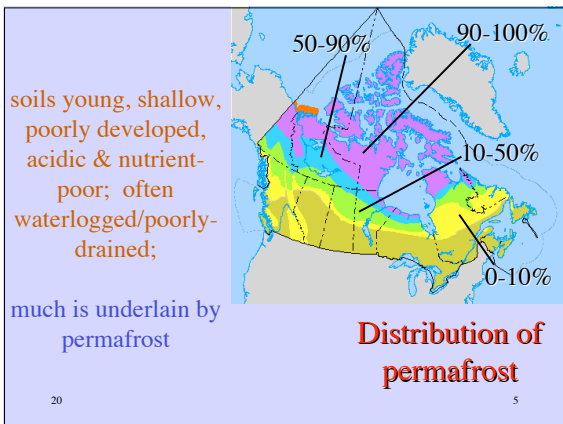 soils young, shallow,
poorly developed,
acidic & nutrient-
poor; often
waterlogged/poorly-
drained;
much is underlain by
permafrost
50-90%
90-100%
10-50%
0-10%
Distribution of
permafrost
20
5